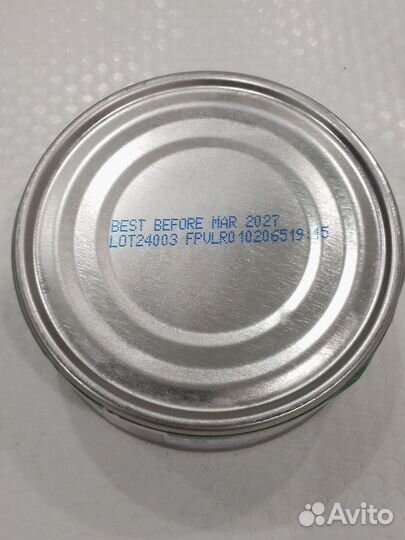 BEST BEFORE MAR 2027
LOT24003 FPVLR010206519:45
Avito